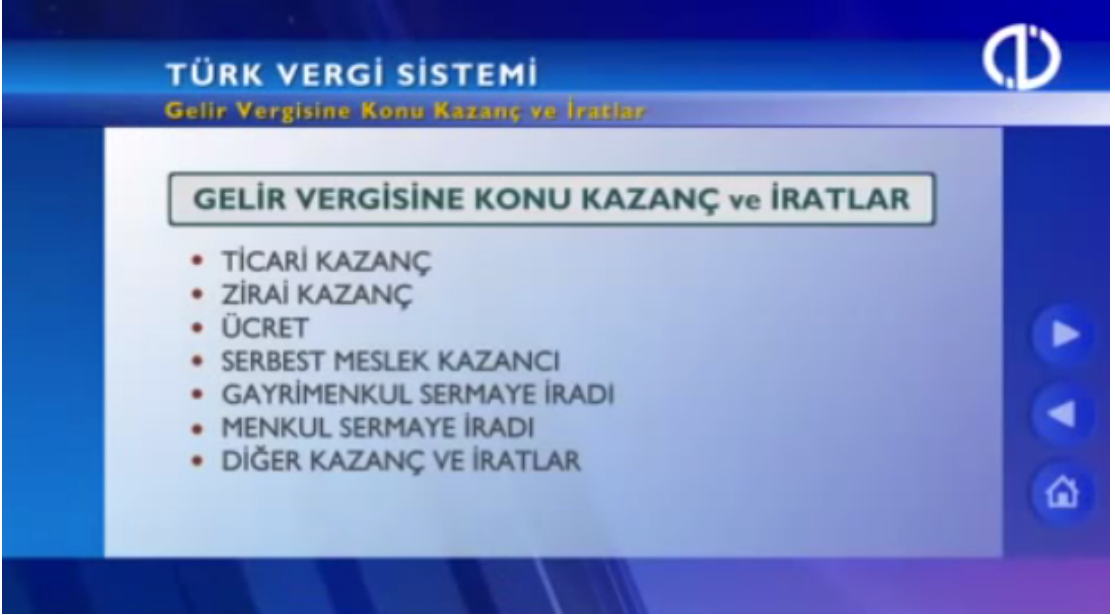 TÜRK VERGİ SİSTEMİ
Gelir Vergisine Konu Kazanç ve İratlar
GELİR VERGİSİNE KONU KAZANÇ ve İRATLAR
• TİCARİ KAZANÇ
• ZİRAİ KAZANÇ
• ÜCRET
• SERBEST MESLEK KAZANCI
• GAYRİMENKUL SERMAYE İRADI
• MENKUL SERMAYE İRADI
• DİĞER KAZANÇ VE İRATLAR